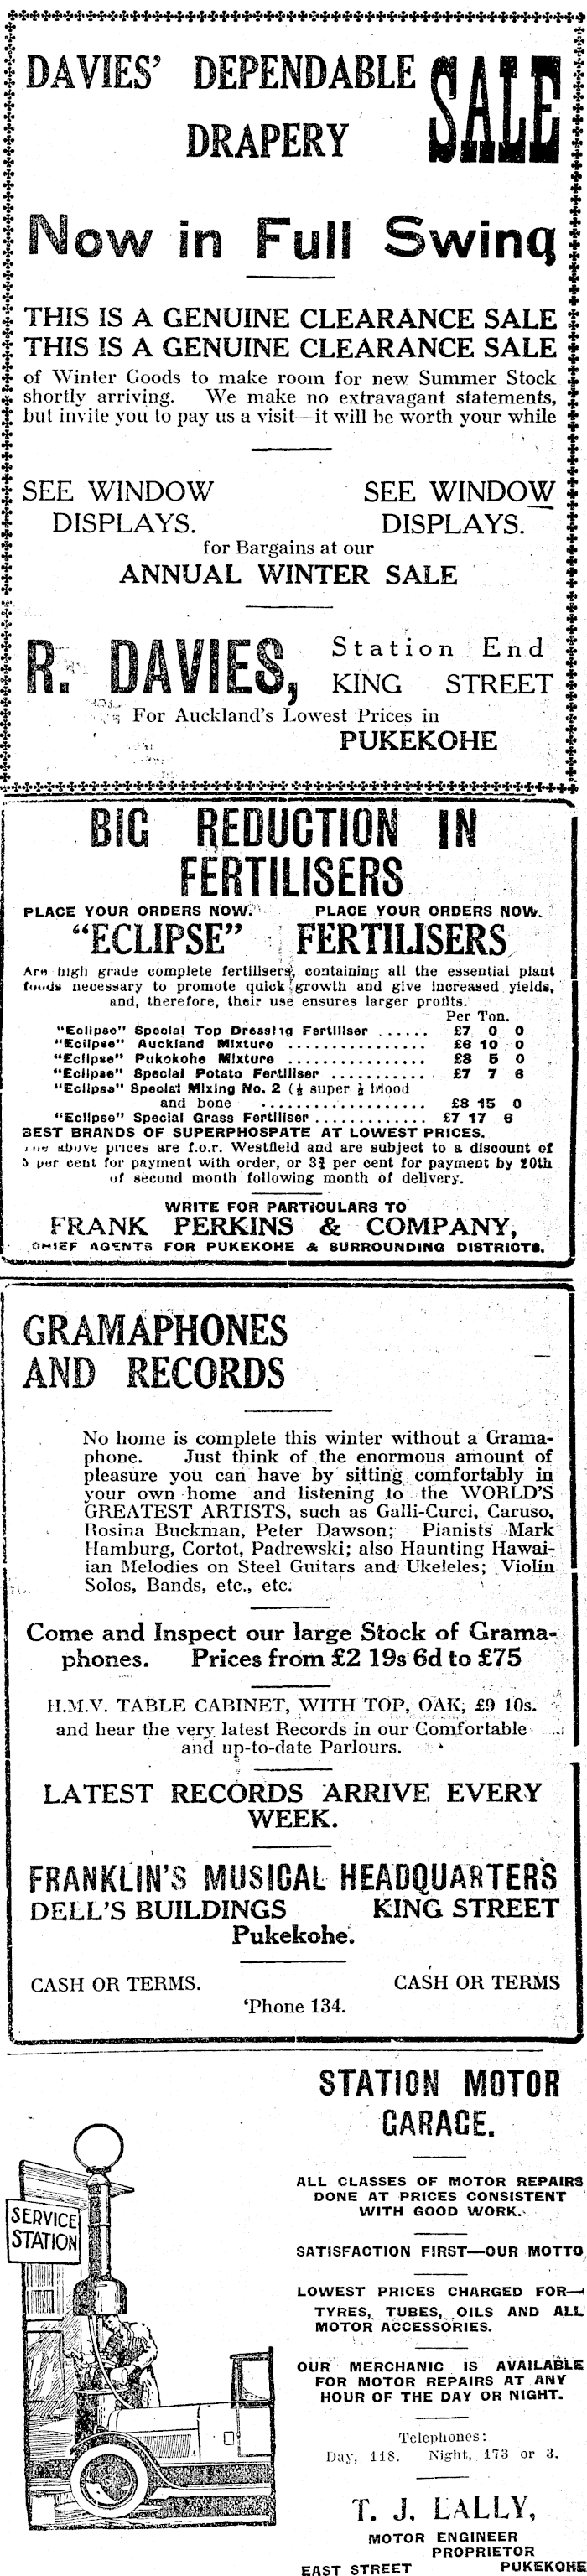 DAVIES' DEPENDABLE SALE
DRAPERY
Now in Full Swing
THIS IS A GENUINE CLEARANCE SALE
THIS IS A GENUINE CLEARANCE SALE
of Winter Goods to make room for new Summer Stock
shortly arriving. We make no extravagant statements,
but invite you to pay us a visit—it will be worth your while
SEE WINDOW SEE WINDOW
DISPLAYS. DISPLAYS.
for Bargains at our
ANNUAL WINTER SALE
R. DAVIES, Station End
KING STREET
For Auckland's Lowest Prices in
PUKEKOHE
BIG REDUCTION IN
FERTILISERS
PLACE YOUR ORDERS NOW. PLACE YOUR ORDERS NOW.
"ECLIPSE" FERTILISERS
Are high grade complete fertilisers, containing all the essential plant
foods necessary to promote quick growth and give increased yields,
and, therefore, their use ensures larger profits.
Per Ton.
"Eclipse" Special Top Dressing Fertiliser ...... £7 0 0
"Eclipse" Auckland Mixture ................ £6 10 0
"Eclipse" Pukokohe Mixture ................ £8 5 0
"Eclipse" Special Potato Fertiliser ........... £7 7 6
"Eclipse" Special Mixing No. 2 (½ super ½ blood
and bone ................... £8 15 0
"Eclipse" Special Grass Fertiliser ............. £7 17 6
BEST BRANDS OF SUPERPHOSPATE AT LOWEST PRICES.
The above prices are f.o.r. Westfield and are subject to a discount of
5 per cent for payment with order, or 3¾ per cent for payment by 20th
of second month following month of delivery.
WRITE FOR PARTICULARS TO
FRANK PERKINS & COMPANY,
CHIEF AGENTS FOR PUKEKOHE & SURROUNDING DISTRICTS.
GRAMAPHONES
AND RECORDS
No home is complete this winter without a Grama-
phone. Just think of the enormous amount of
pleasure you can have by sitting comfortably in
your own home and listening to the WORLD'S
GREATEST ARTISTS, such as Galli-Curci, Caruso,
Rosina Buckman, Peter Dawson; Pianists Mark
Hamburg, Cortot, Padrewski; also Haunting Hawai-
ian Melodies on Steel Guitars and Ukeleles; Violin
Solos, Bands, etc., etc.
Come and Inspect our large Stock of Grama-
phones. Prices from £2 19s 6d to £75
H.M.V. TABLE CABINET, WITH TOP, OAK, £9 10s.
and hear the very latest Records in our Comfortable
and up-to-date Parlours.
LATEST RECORDS ARRIVE EVERY
WEEK.
FRANKLIN'S MUSICAL HEADQUARTERS
DELL'S BUILDINGS KING STREET
Pukekohe.
CASH OR TERMS. CASH OR TERMS
'Phone 134.
SERVICE
STATION
STATION MOTOR
GARAGE.
ALL CLASSES OF MOTOR REPAIRS
DONE AT PRICES CONSISTENT
WITH GOOD WORK.
SATISFACTION FIRST—OUR MOTTO
LOWEST PRICES CHARGED FOR—
TYRES, TUBES, OILS AND ALL
MOTOR ACCESSORIES.
OUR MERCHANIC IS AVAILABLE
FOR MOTOR REPAIRS AT ANY
HOUR OF THE DAY OR NIGHT.
Telephones:
Day, 118. Night, 173 or 3.
T. J. LALLY,
MOTOR ENGINEER
PROPRIETOR
EAST STREET PUKEKOHE